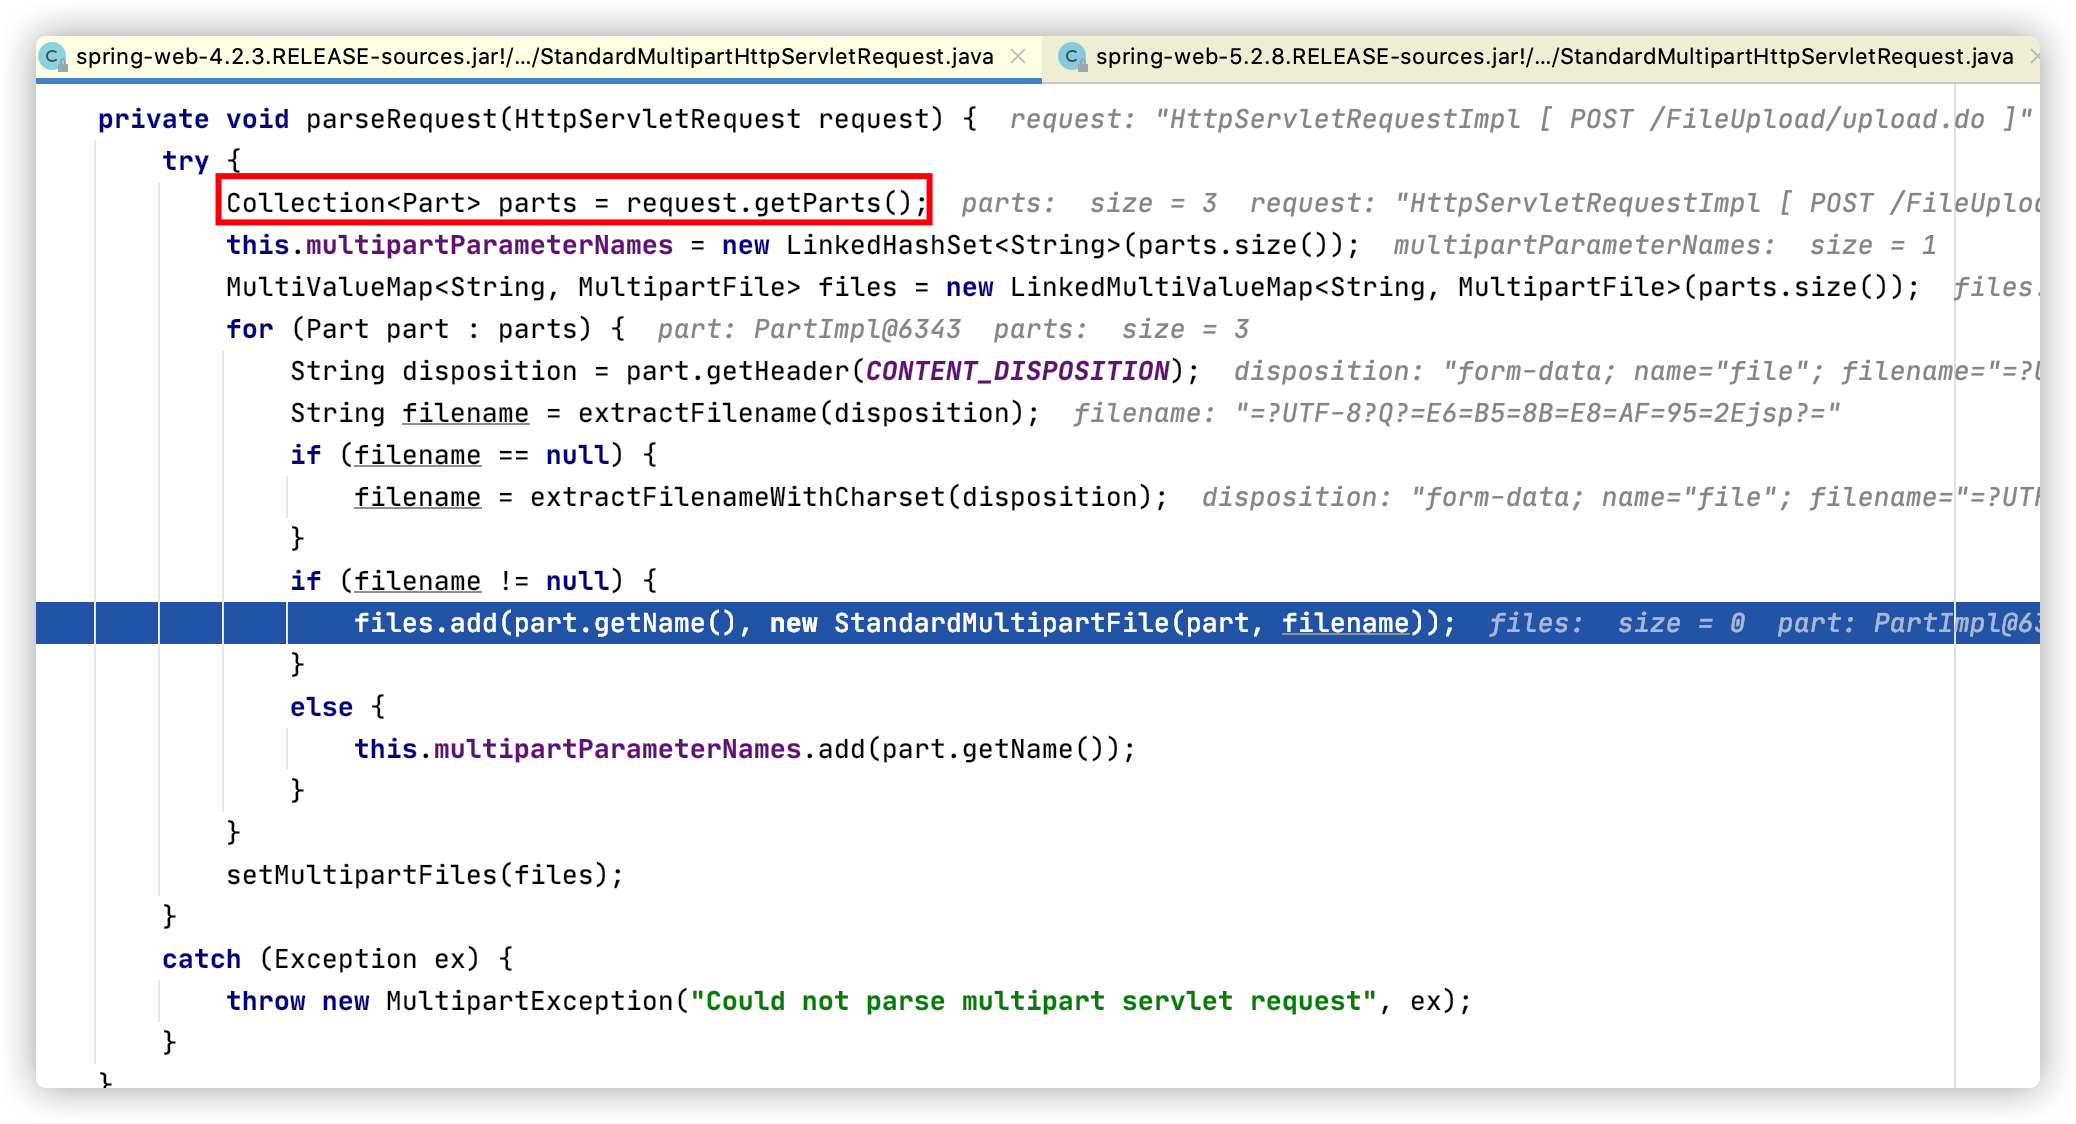 spring-web-4.2.3.RELEASE-sources.jar!/.../StandardMultipartHttpServletRequest.java spring-web-5.2.8.RELEASE-sources.jar!/.../StandardMultipartHttpServletRequest.java
private void parseRequest(HttpServletRequest request) { request: "HttpServletRequestImpl [ POST /FileUpload/upload.do ]"
try {
Collection<Part> parts = request.getParts(); parts: size = 3 request: "HttpServletRequestImpl [ POST /FileUplo
this.multipartParameterNames = new LinkedHashSet<String>(parts.size()); multipartParameterNames: size = 1
MultiValueMap<String, MultipartFile> files = new LinkedMultiValueMap<String, MultipartFile>(parts.size()); files
for (Part part : parts) { part: PartImpl@6343 parts: size = 3
String disposition = part.getHeader(CONTENT_DISPOSITION); disposition: "form-data; name="file"; filename="=?U
String filename = extractFilename(disposition); filename: "=?UTF-8?Q?=E6=B5=8B=E8=AF=95=2Ejsp?="
if (filename == null) {
filename = extractFilenameWithCharset(disposition); disposition: "form-data; name="file"; filename="=?UT
}
if (filename != null) {
files.add(part.getName(), new StandardMultipartFile(part, filename)); files: size = 0 part: PartImpl@63
}
else {
this.multipartParameterNames.add(part.getName());
}
}
setMultipartFiles(files);
}
catch (Exception ex) {
throw new MultipartException("Could not parse multipart servlet request", ex);
}
}